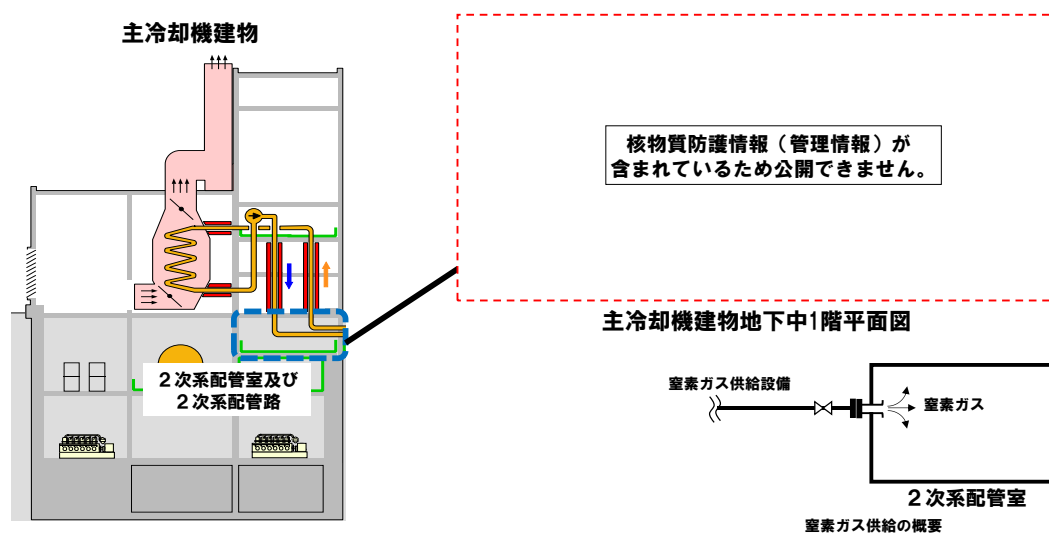 主冷却機建物
核物質防護情報（管理情報）が
含まれているため公開できません。
主冷却機建物地下中1階平面図
２次系配管室及び
２次系配管路
窒素ガス供給設備
窒素ガス
２次系配管室
窒素ガス供給の概要